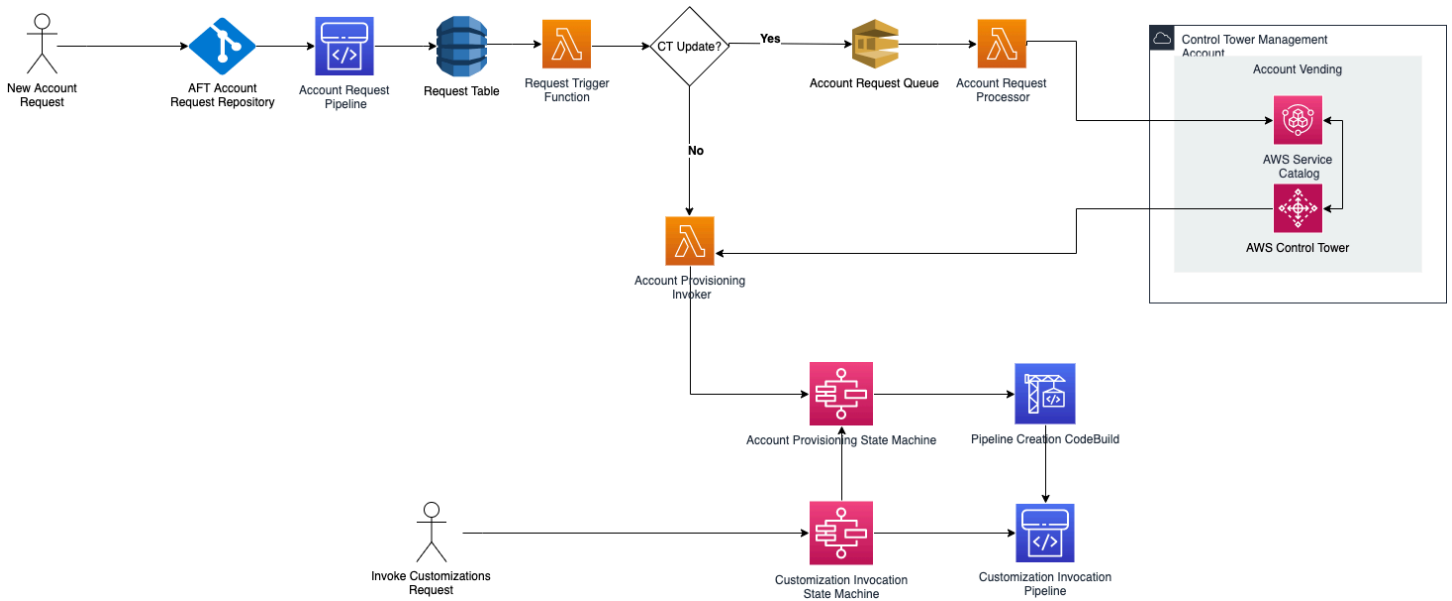 New Account
Request
AFT Account
Request Repository
Account Request
Pipeline
Request Table
Request Trigger
Function
CT Update?
Yes
No
Account Request Queue
Account Request
Processor
Control Tower Management
Account
Account Vending
AWS Service
Catalog
AWS Control Tower
Account Provisioning
Invoker
Account Provisioning State Machine
Pipeline Creation CodeBuild
Invoke Customizations
Request
Customization Invocation
State Machine
Customization Invocation
Pipeline